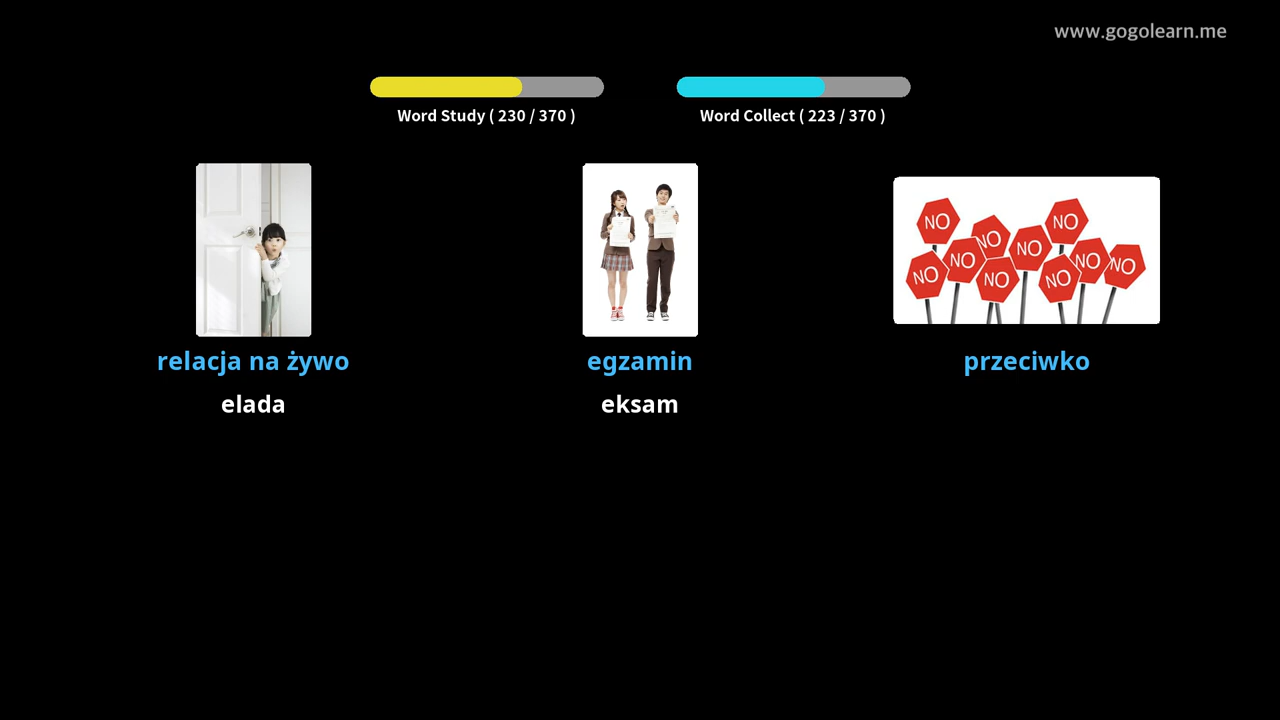 www.gogolearn.me
Word Study ( 230 / 370 )
Word Collect ( 223 / 370 )
NO
NO
NO
NO
NO
NO
NO
NO
NO
NO
relacja na żywo
egzamin
przeciwko
elada
eksam